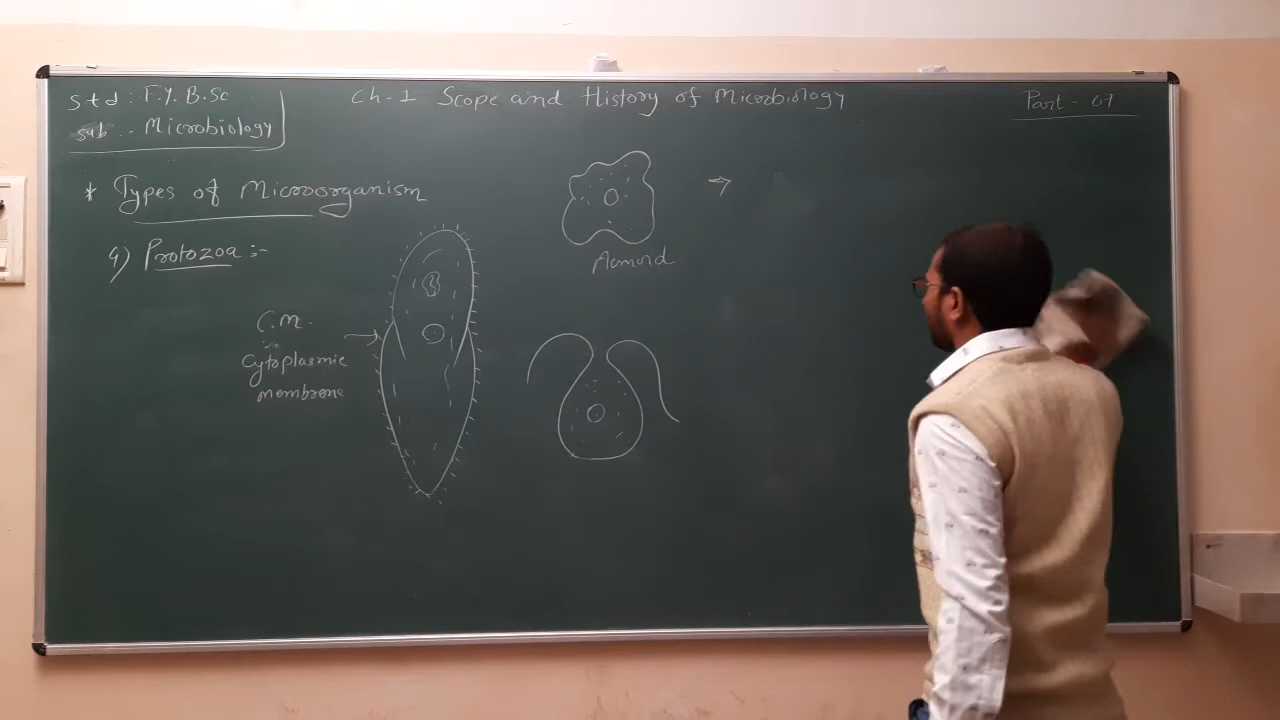 Std : F.Y. B.Sc
Sub :- Microbiology
Ch-1 Scope and History of Microbiology
Part - 07
* Types of Microorganism
4) Protozoa :-
C.M.
Cytoplasmic
membrane